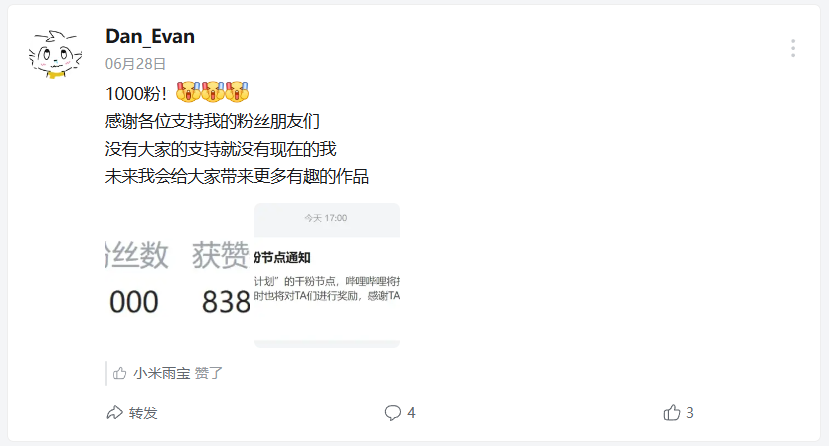 Dan_Evan
06月28日
1000粉！
感谢各位支持我的粉丝朋友们
没有大家的支持就没有现在的我
未来我会给大家带来更多有趣的作品
丝数 获赞
000 838
今天 17:00
节点通知
计划”的千粉节点，哔哩哔哩将
时也将对TA们进行奖励，感谢TA
小米雨宝 赞了
转发 4 3